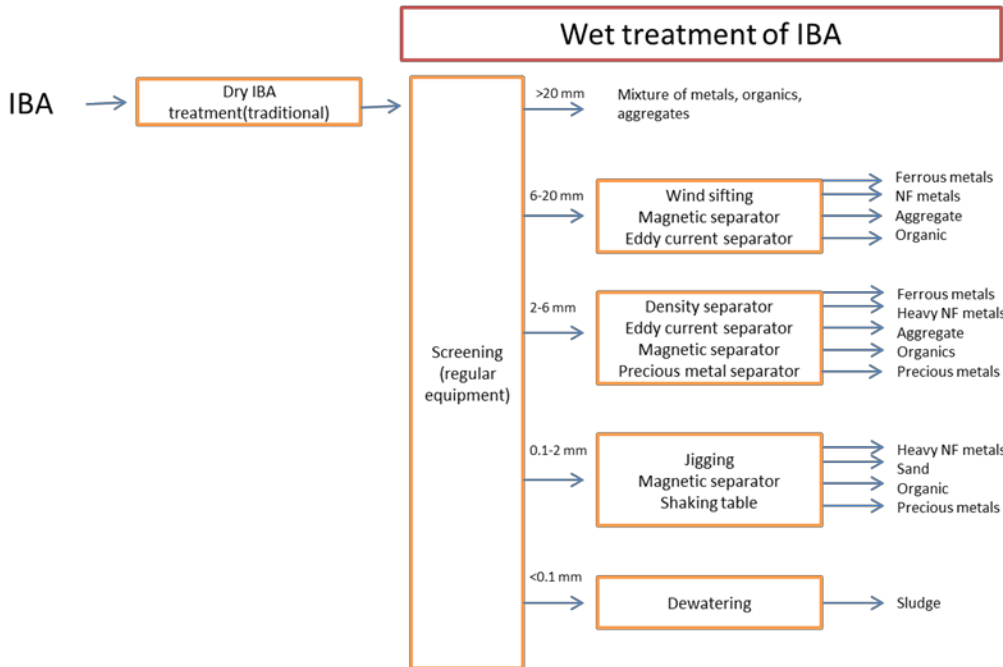 Wet treatment of IBA
IBA
Dry IBA
treatment(traditional)
Screening
(regular
equipment)
>20 mm
Mixture of metals, organics,
aggregates
6-20 mm
Wind sifting
Magnetic separator
Eddy current separator
Ferrous metals
NF metals
Aggregate
Organic
2-6 mm
Density separator
Eddy current separator
Magnetic separator
Precious metal separator
Ferrous metals
Heavy NF metals
Aggregate
Organics
Precious metals
0.1-2 mm
Jigging
Magnetic separator
Shaking table
Heavy NF metals
Sand
Organic
Precious metals
<0.1 mm
Dewatering
Sludge